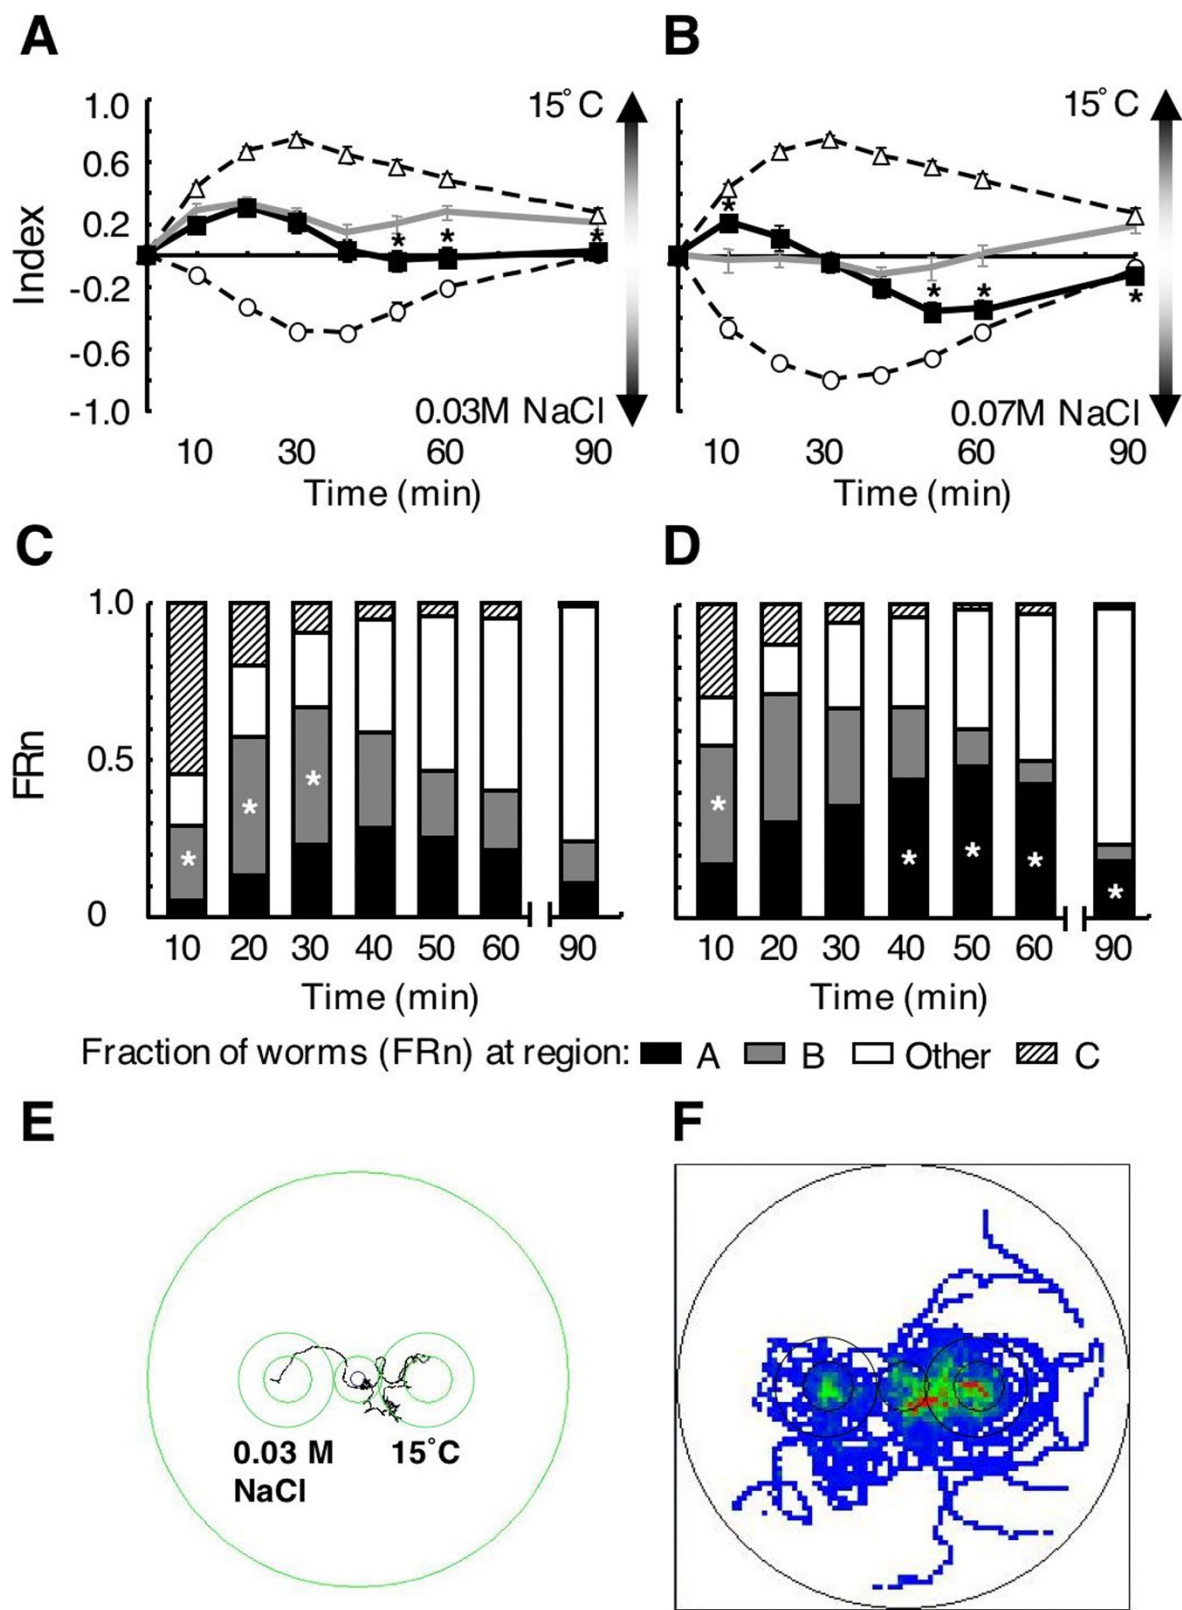 A
B
1.0
0.6
0.2
-0.2
-0.6
-1.0
Index
15°C
15°C
*
*
*
*
*
*
*
0.03M NaCl
0.07M NaCl
10 30 60 90
10 30 60 90
Time (min)
Time (min)
C
D
1.0
0.5
0
FRn
*
*
*
*
*
*
*
*
10 20 30 40 50 60 90
10 20 30 40 50 60 90
Time (min)
Time (min)
Fraction of worms (FRn) at region: A B Other C
E
F
0.03 M
NaCl
15°C